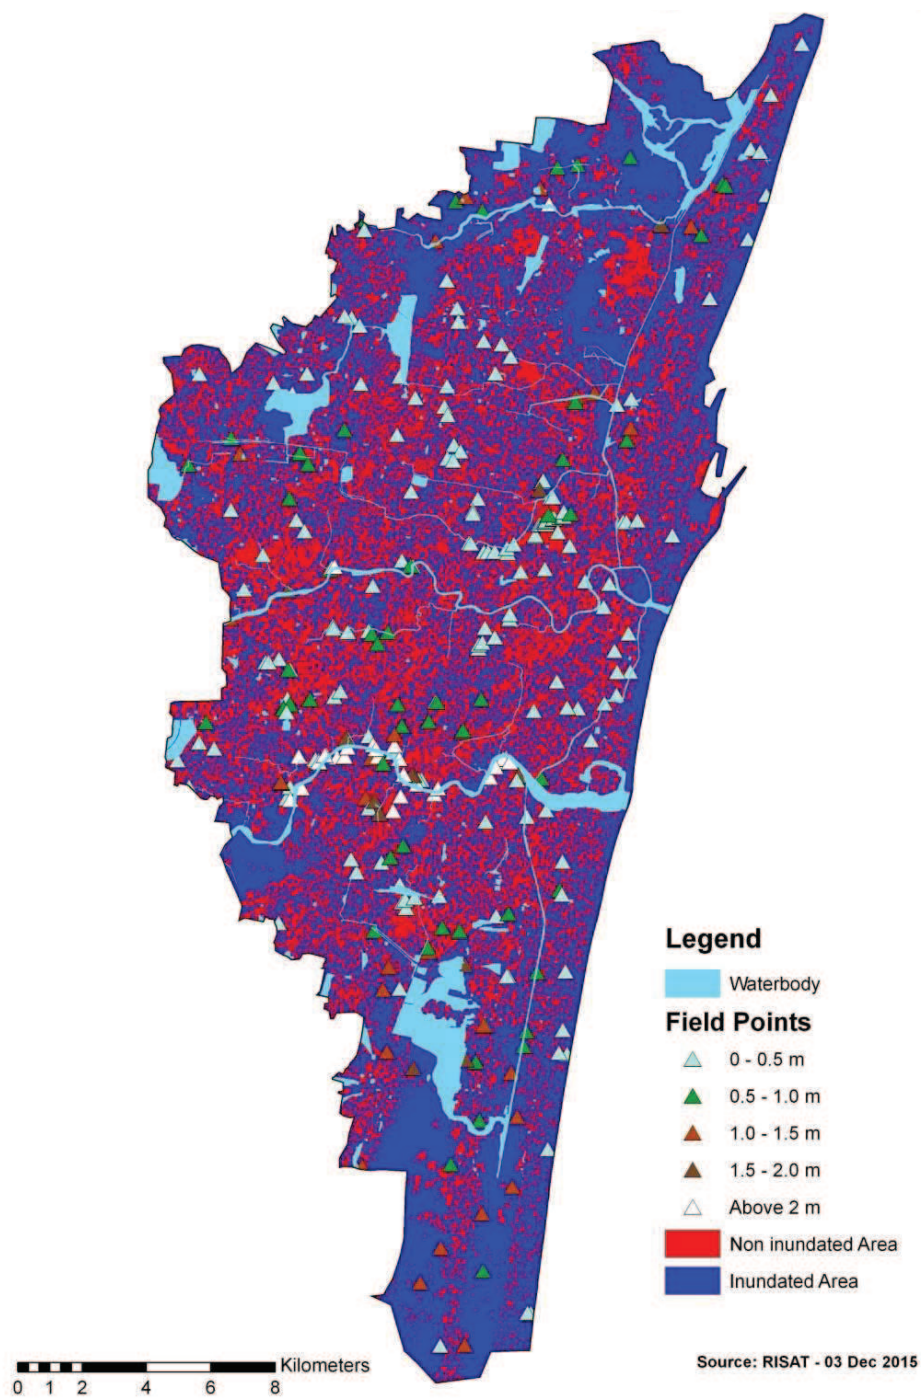 Legend
Waterbody
Field Points
0 - 0.5 m
0.5 - 1.0 m
1.0 - 1.5 m
1.5 - 2.0 m
Above 2 m
Non inundated Area
Inundated Area
Kilometers
0 1 2 4 6 8
Source: RISAT - 03 Dec 2015